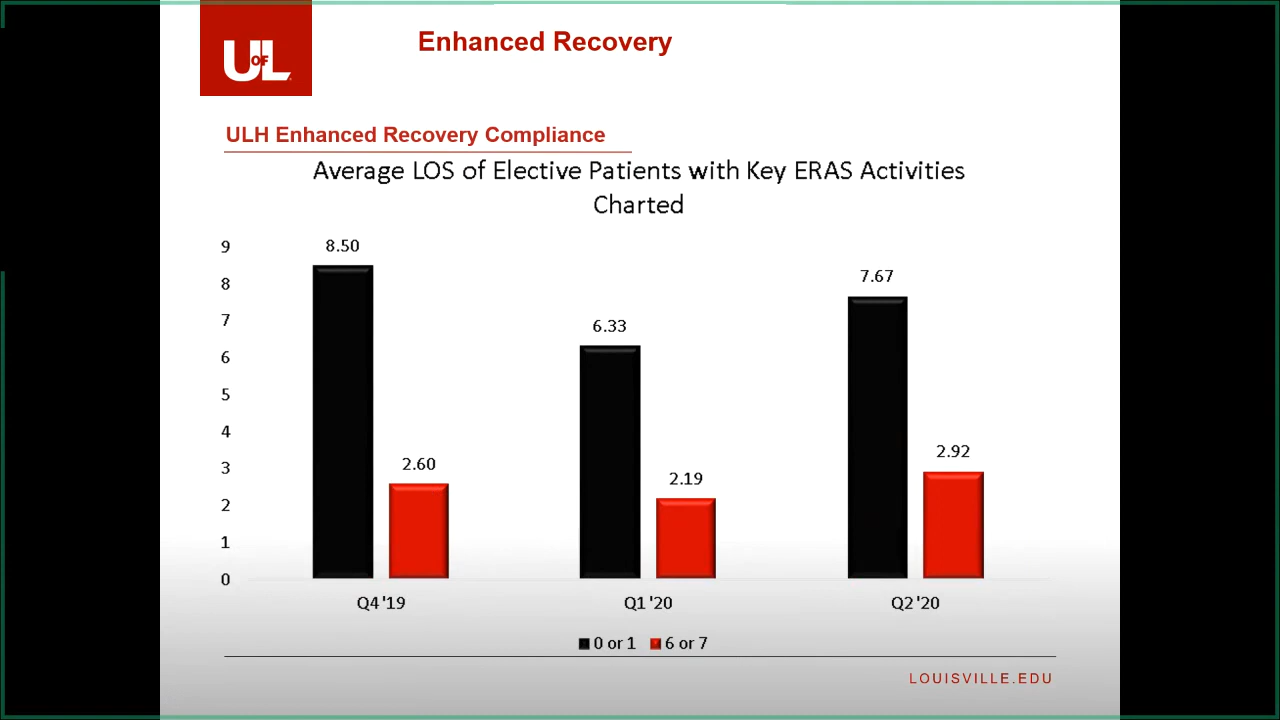 UofL
Enhanced Recovery
ULH Enhanced Recovery Compliance
Average LOS of Elective Patients with Key ERAS Activities
Charted
9
8
7
6
5
4
3
2
1
0
8.50
2.60
6.33
2.19
7.67
2.92
Q4 '19
Q1 '20
Q2 '20
0 or 1
6 or 7
LOUISVILLE.EDU